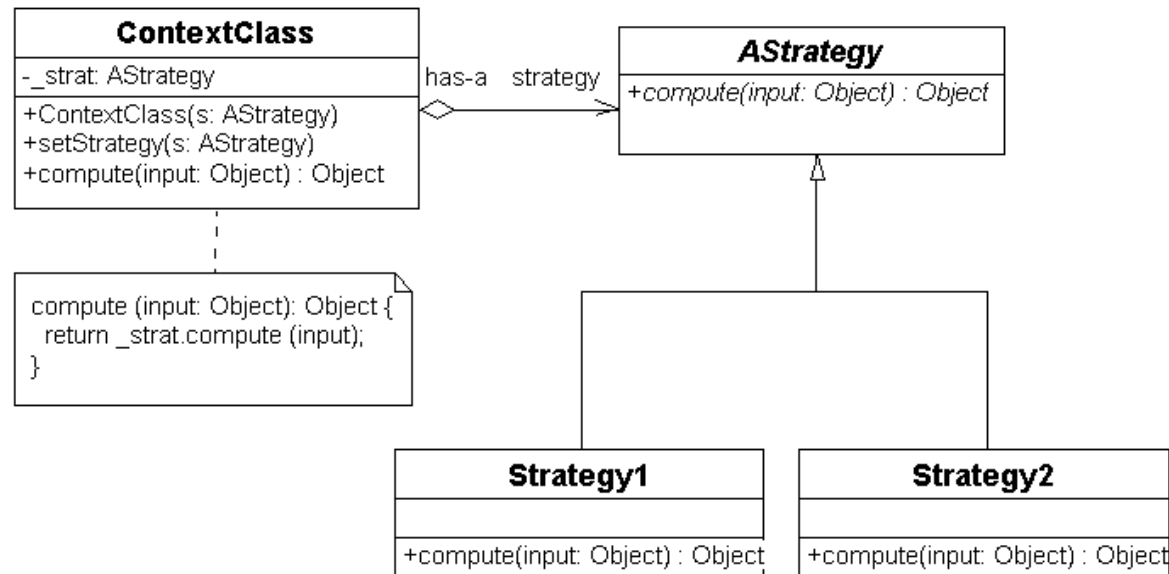 ContextClass
-_strat: AStrategy
+ContextClass(s: AStrategy)
+setStrategy(s: AStrategy)
+compute(input: Object) : Object
has-a strategy
AStrategy
+compute(input: Object) : Object
compute (input: Object): Object {
return _strat.compute (input);
}
Strategy1
+compute(input: Object) : Object
Strategy2
+compute(input: Object) : Object